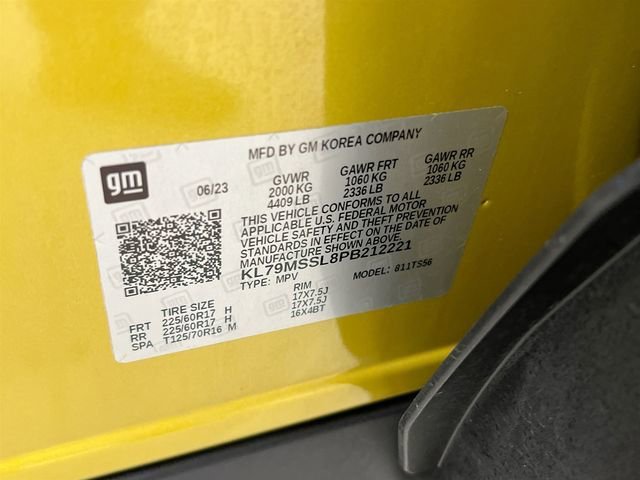 MFD BY GM KOREA COMPANY
gm
06/23
GVWR GAWR FRT GAWR RR
2000 KG 1060 KG 1060 KG
4409 LB 2336 LB 2336 LB
THIS VEHICLE CONFORMS TO ALL
APPLICABLE U.S. FEDERAL MOTOR
VEHICLE SAFETY AND THEFT PREVENTION
STANDARDS IN EFFECT ON THE DATE OF
MANUFACTURE SHOWN ABOVE.
KL79MSSL8PB212221
TYPE: MPV MODEL: 811TS56
TIRE SIZE RIM
FRT 225/60R17 H 17X7.5J
RR 225/60R17 H 17X7.5J
SPA T125/70R16 M 16X4BT